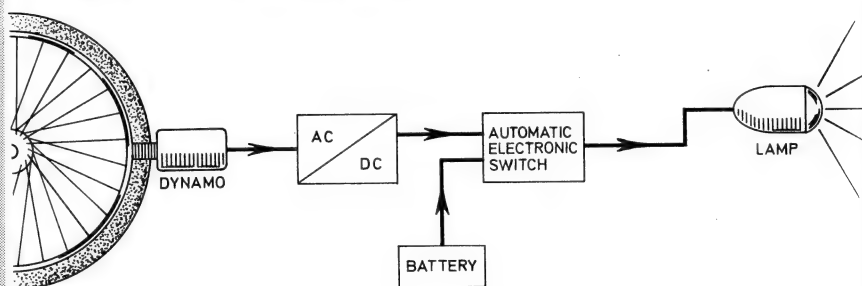 DYNAMO
AC
DC
AUTOMATIC
ELECTRONIC
SWITCH
BATTERY
LAMP